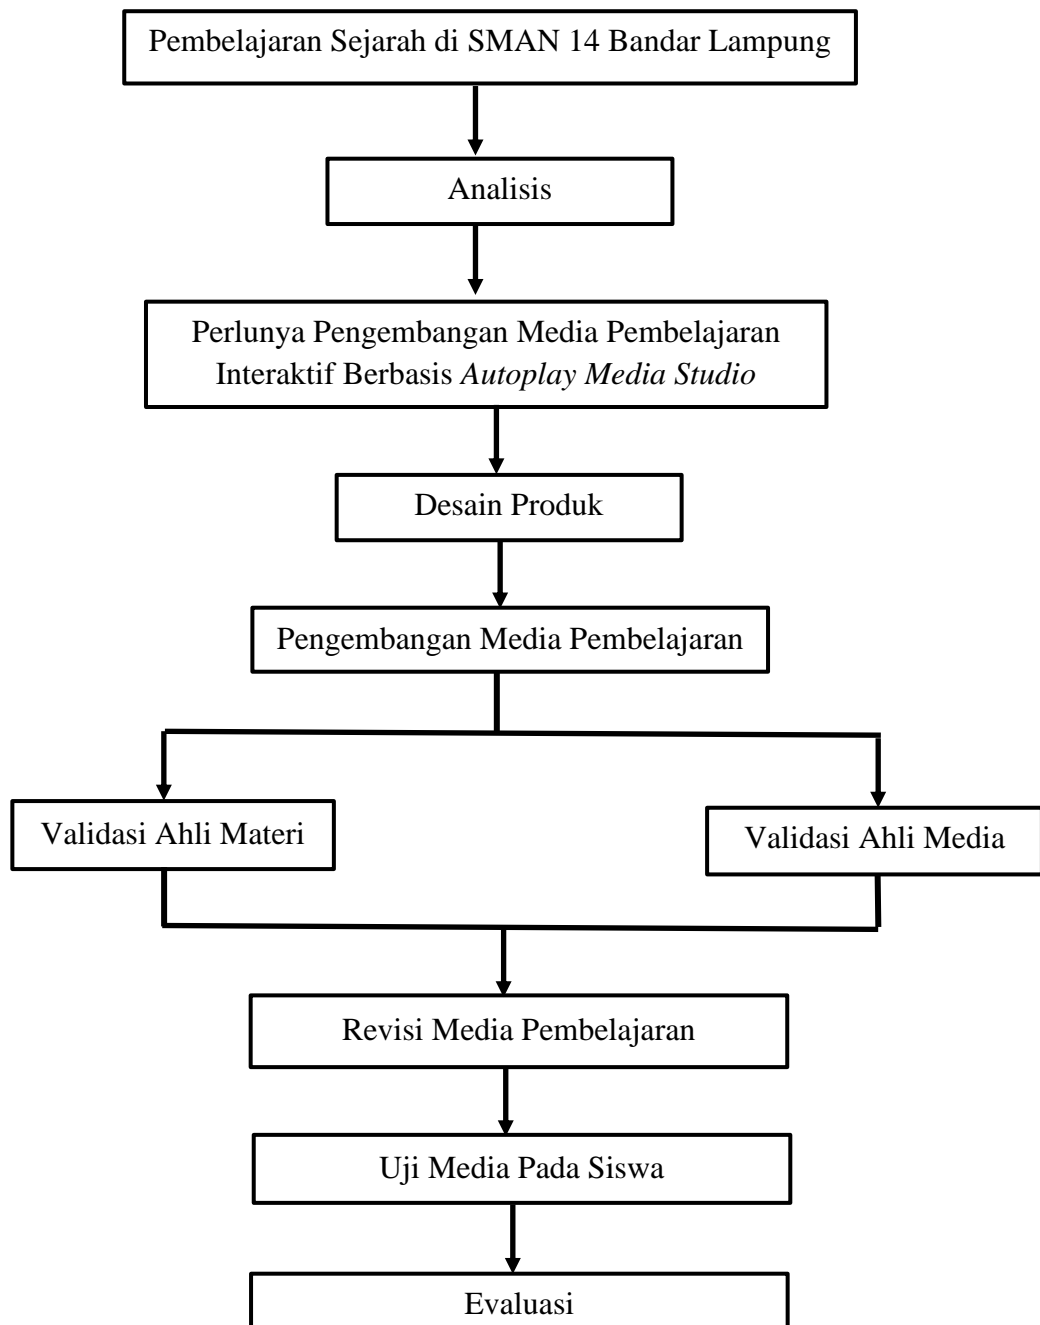 Pembelajaran Sejarah di SMAN 14 Bandar Lampung
Analisis
Perlunya Pengembangan Media Pembelajaran
Interaktif Berbasis Autoplay Media Studio
Desain Produk
Pengembangan Media Pembelajaran
Validasi Ahli Materi
Validasi Ahli Media
Revisi Media Pembelajaran
Uji Media Pada Siswa
Evaluasi